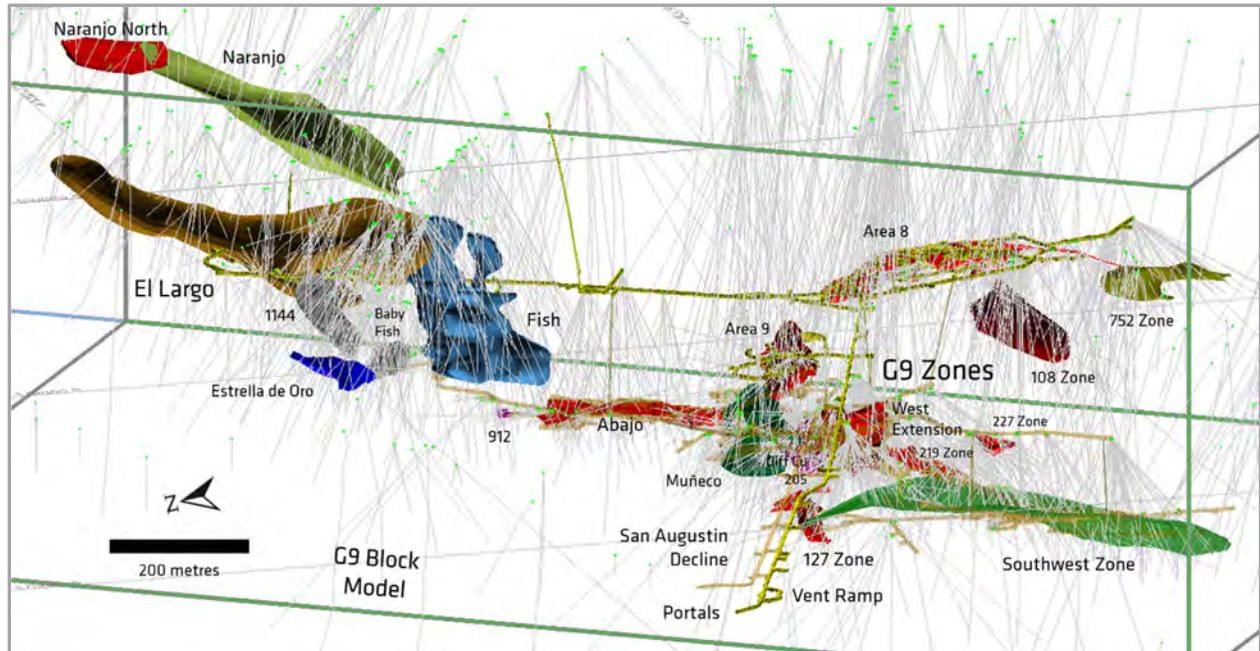 Naranjo North
Naranjo
Area 8
El Largo
1144
Baby
Fish
Fish
Area 9
752 Zone
108 Zone
G9 Zones
Estrella de Oro
912
Abajo
West
Extension
227 Zone
219 Zone
205
Muñeco
San Augustin
Decline
127 Zone
Southwest Zone
Z
200 metres
G9 Block
Model
Portals
Vent Ramp